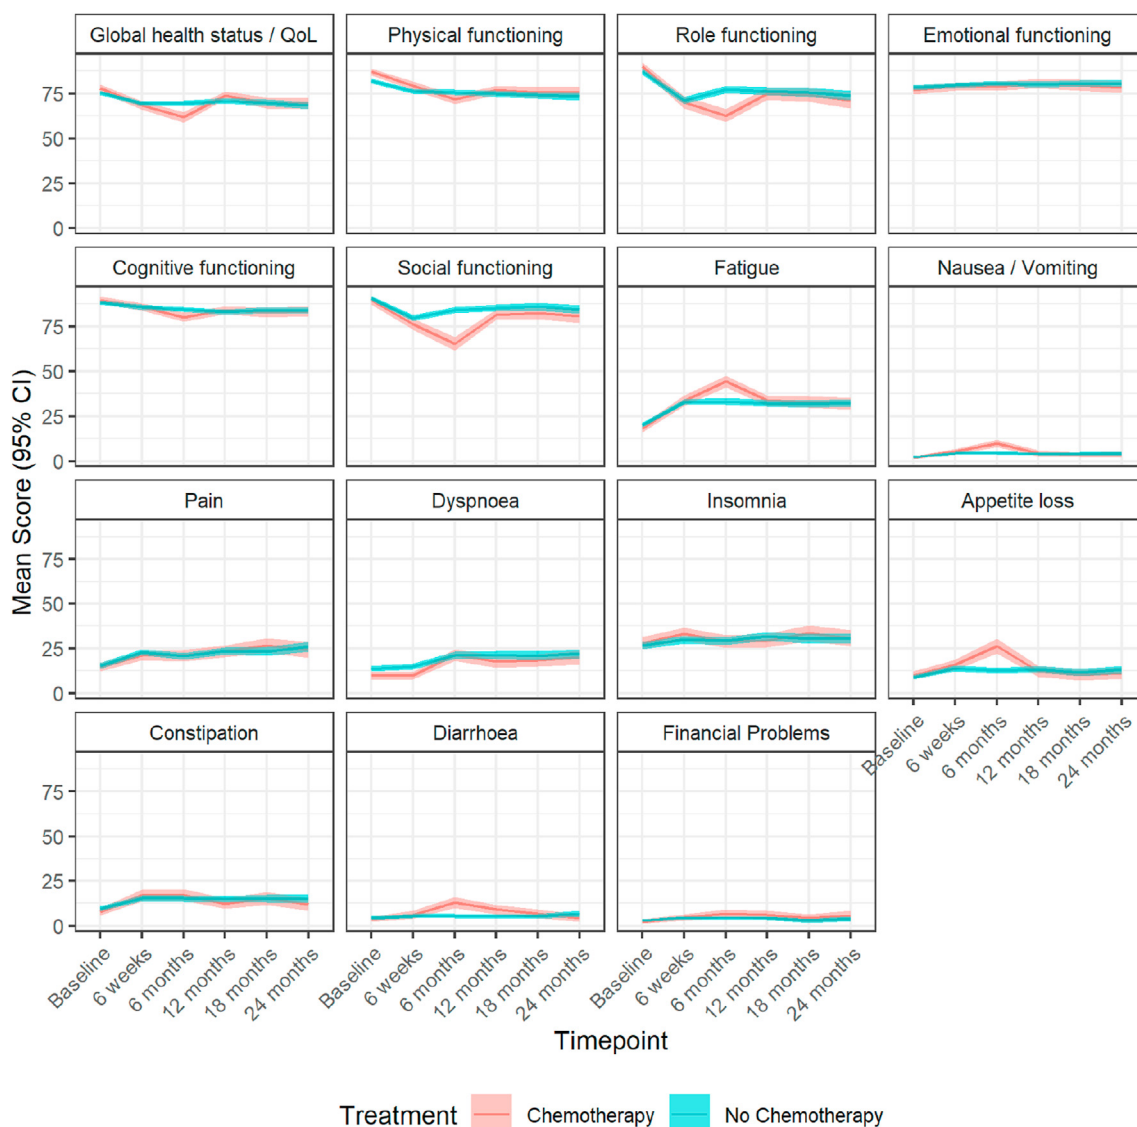 Global health status / QoL
Physical functioning
Role functioning
Emotional functioning
75
50
25
0
Cognitive functioning
Social functioning
Fatigue
Nausea / Vomiting
75
50
25
0
Pain
Dyspnoea
Insomnia
Appetite loss
75
50
25
0
Baseline
6 weeks
6 months
12 months
18 months
24 months
Constipation
Diarrhoea
Financial Problems
75
50
25
0
Baseline
6 weeks
6 months
12 months
18 months
24 months
Baseline
6 weeks
6 months
12 months
18 months
24 months
Baseline
6 weeks
6 months
12 months
18 months
24 months
Mean Score (95% CI)
Timepoint
Treatment Chemotherapy No Chemotherapy